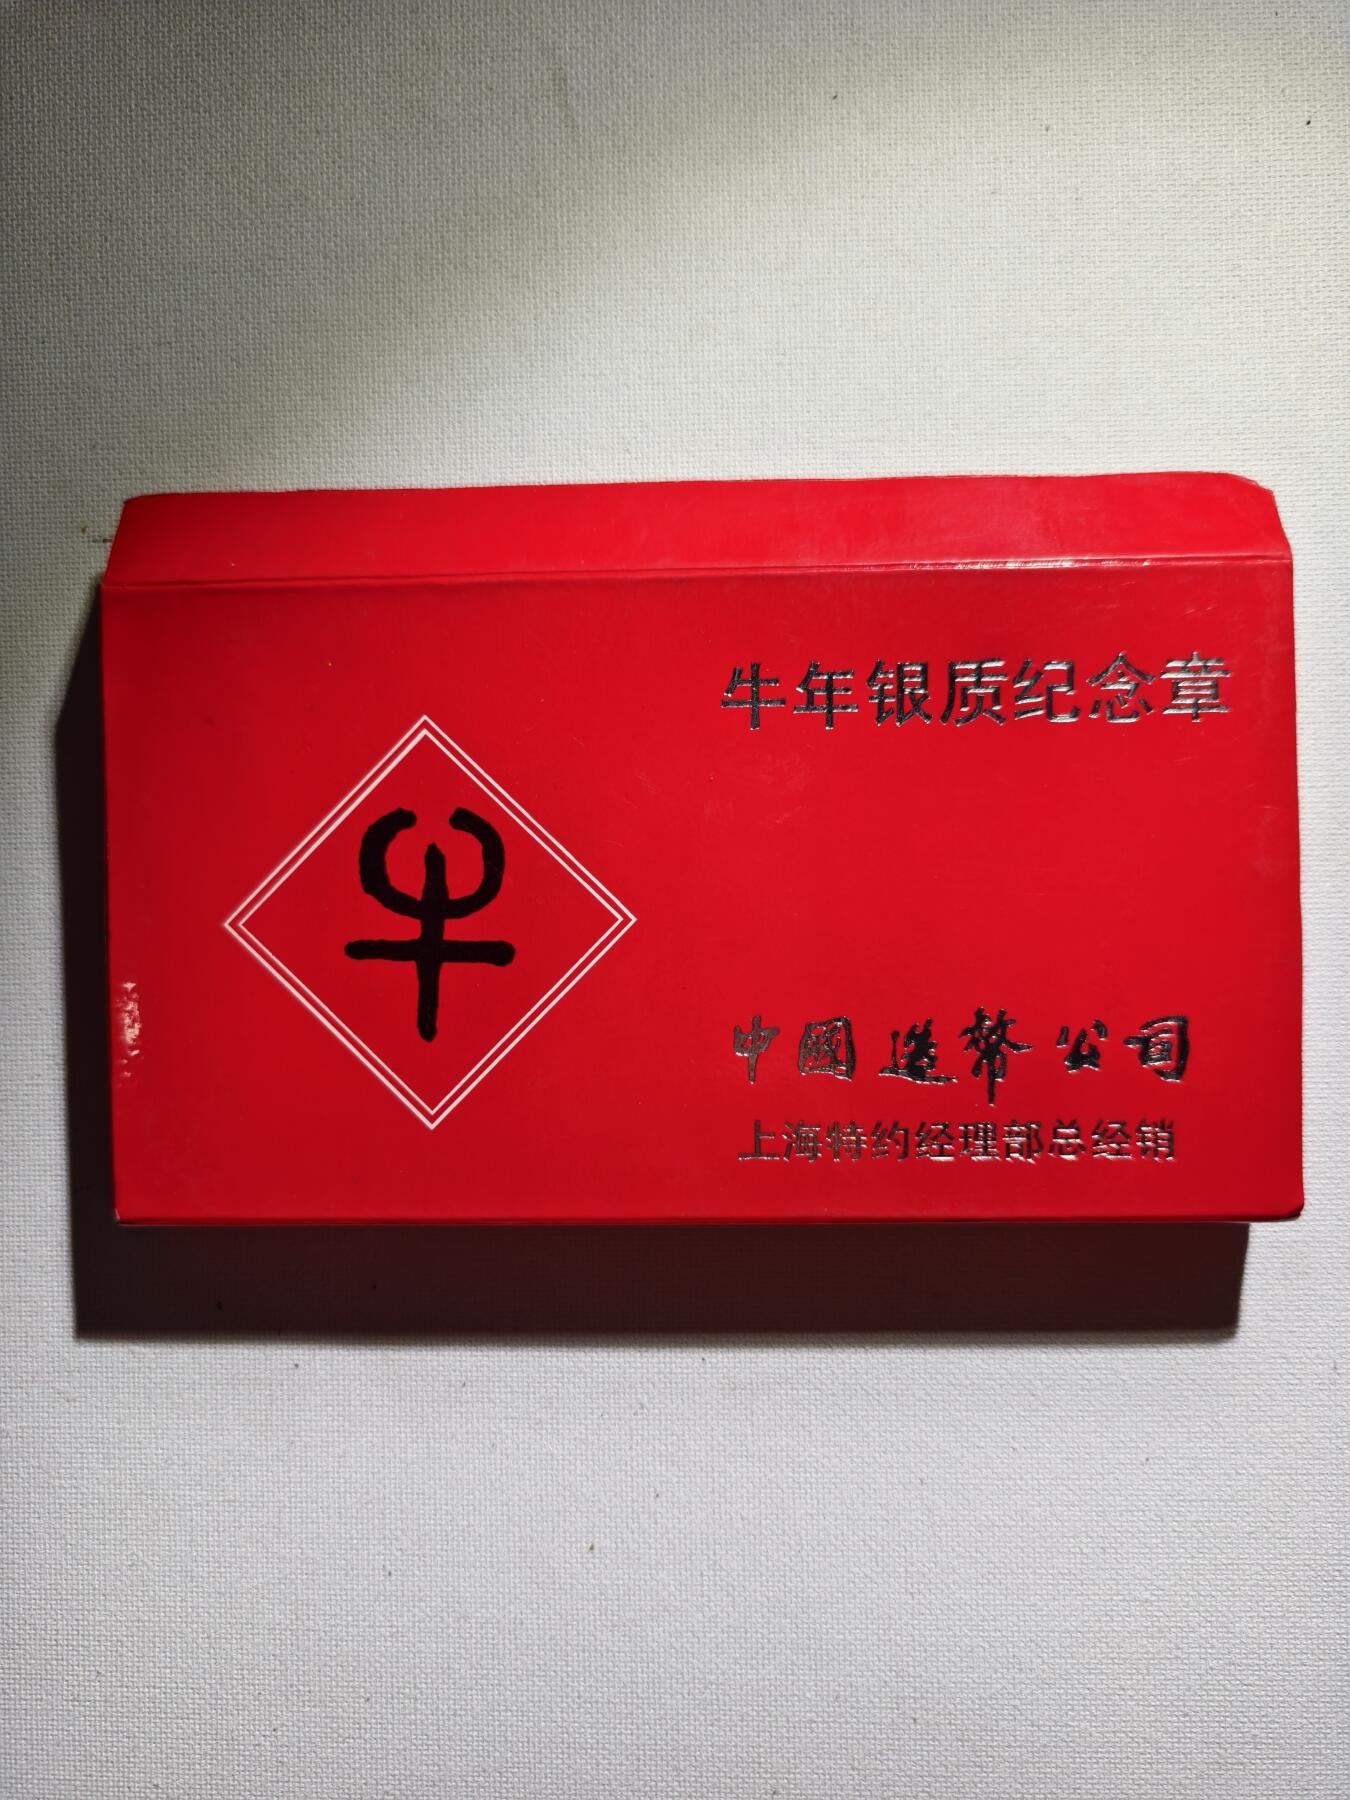 牛
牛年银质纪念章
中國造幣公司
上海特约经理部总经销